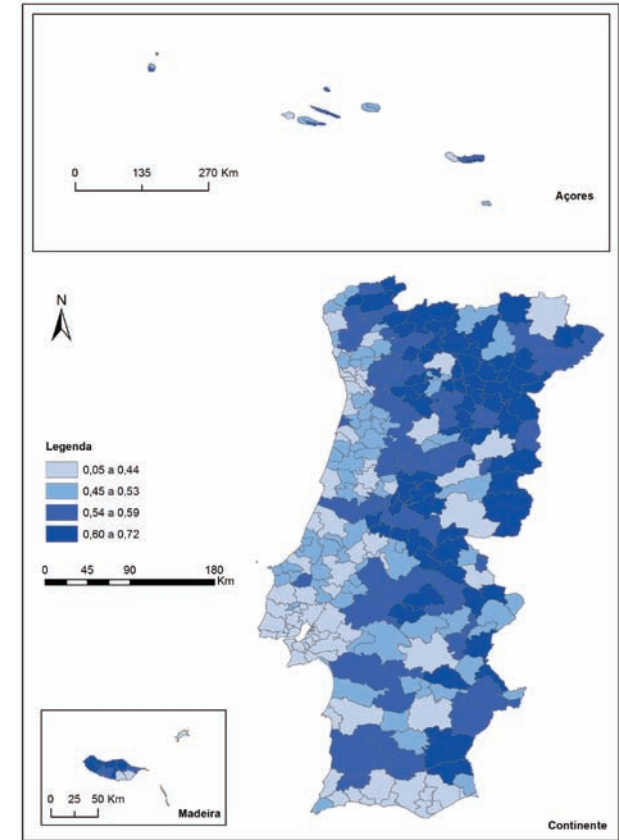 0 135 270 Km
Açores
N
Legenda
0,05 a 0,44
0,45 a 0,53
0,54 a 0,59
0,60 a 0,72
0 45 90 180
Km
0 25 50 Km
Madeira
Continente